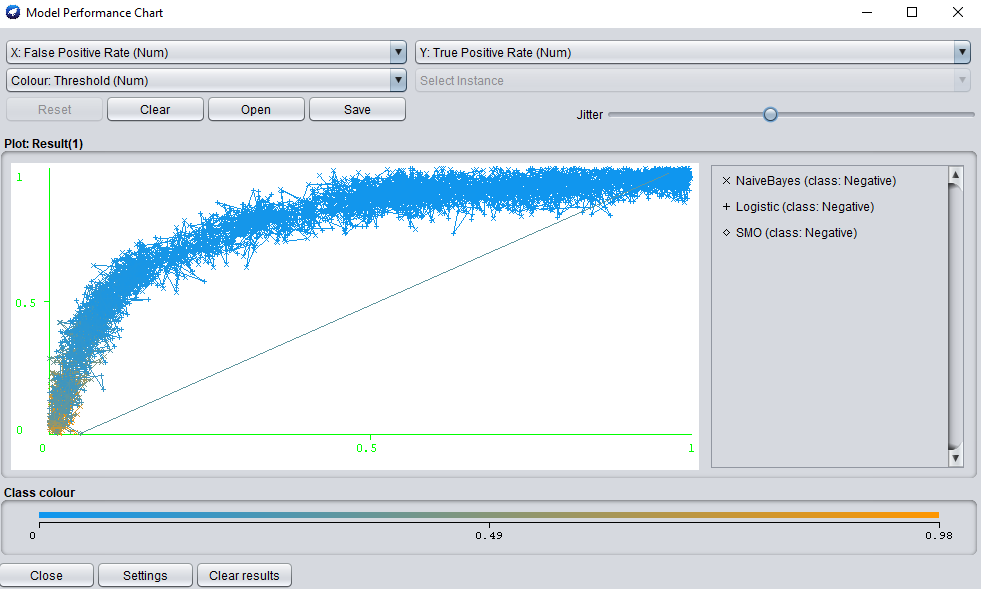 Model Performance Chart
X: False Positive Rate (Num)
Y: True Positive Rate (Num)
Colour: Threshold (Num)
Select Instance
Reset
Clear
Open
Save
Jitter
Plot: Result(1)
1
0.5
0
0
0.5
1
NaiveBayes (class: Negative)
Logistic (class: Negative)
SMO (class: Negative)
Class colour
0
0.49
0.98
Close
Settings
Clear results